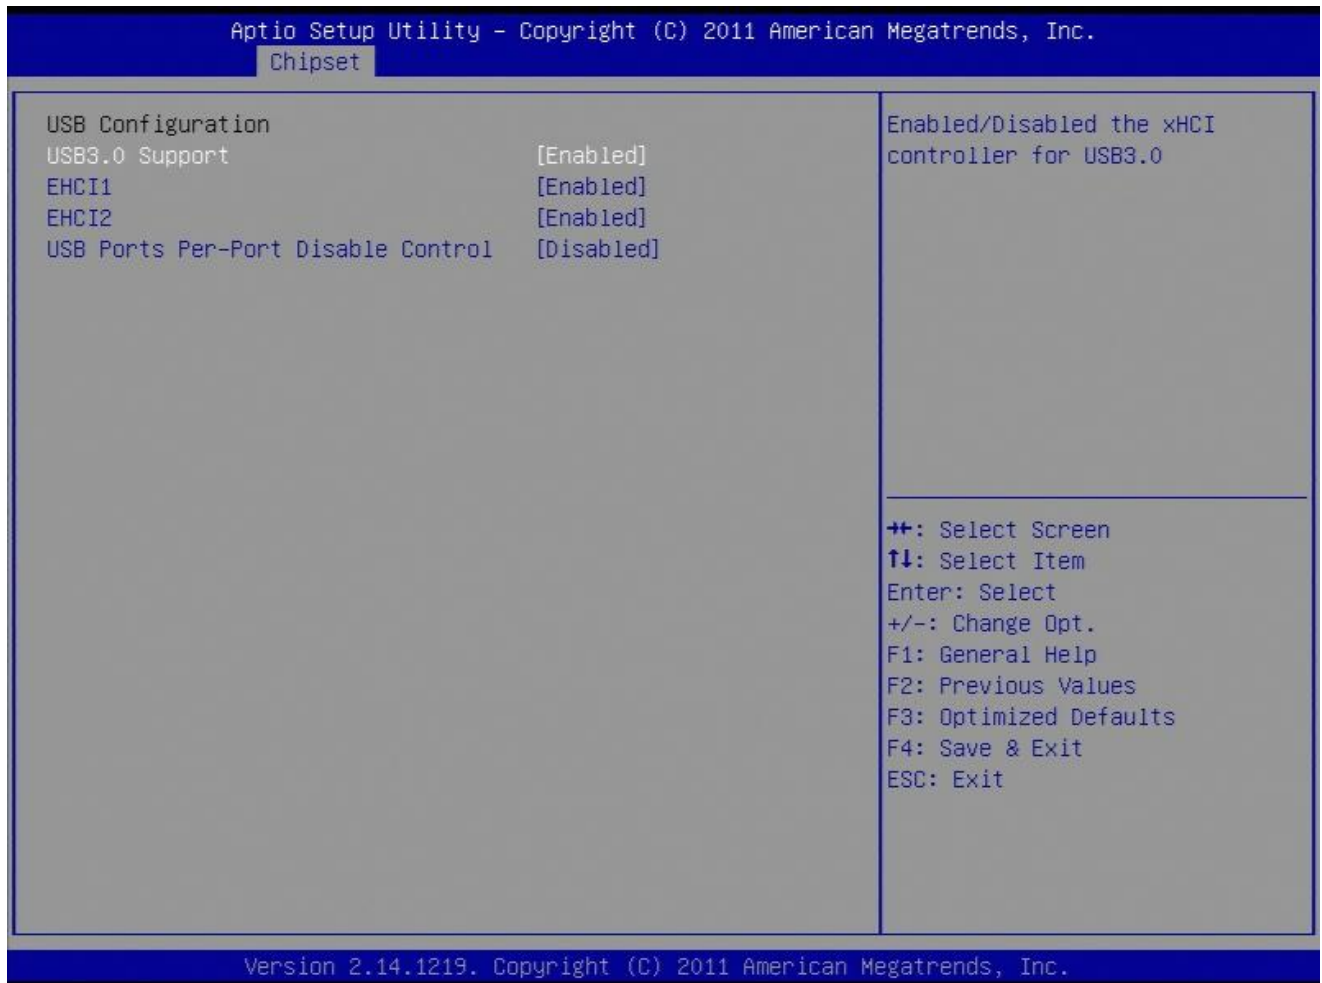 Aptio Setup Utility – Copyright (C) 2011 American Megatrends, Inc.
Chipset
USB Configuration
USB3.0 Support [Enabled]
EHCI1 [Enabled]
EHCI2 [Enabled]
USB Ports Per-Port Disable Control [Disabled]
Enabled/Disabled the xHCI
controller for USB3.0
→←: Select Screen
↑↓: Select Item
Enter: Select
+/-: Change Opt.
F1: General Help
F2: Previous Values
F3: Optimized Defaults
F4: Save & Exit
ESC: Exit
Version 2.14.1219. Copyright (C) 2011 American Megatrends, Inc.